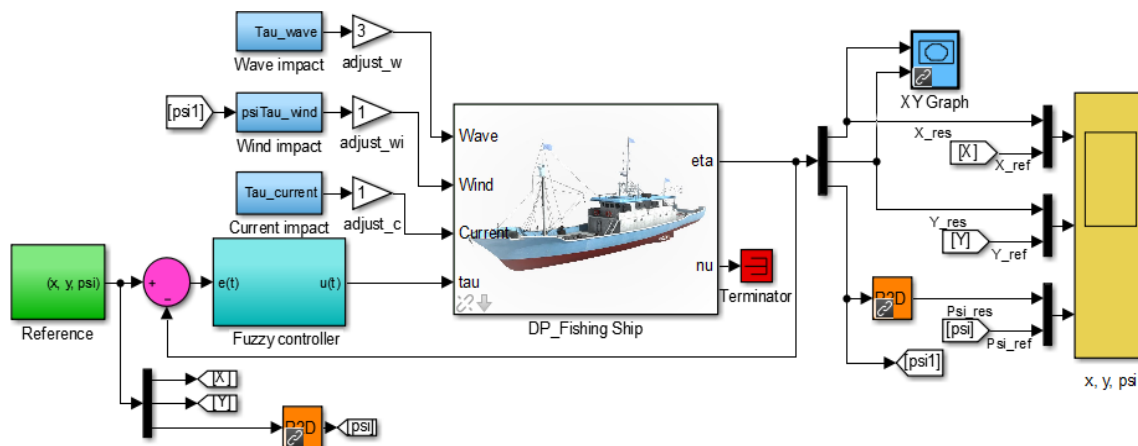 Tau_wave
Wave impact
3
adjust_w
[psi1]
psiTau_wind
Wind impact
1
adjust_wi
Tau_current
Current impact
1
adjust_c
Wave
Wind
Current
tau
eta
nu
DP_Fishing Ship
Terminator
(x, y, psi)
Reference
+
−
e(t)
u(t)
Fuzzy controller
[X]
[Y]
R2D
[psi]
XY Graph
X_res
[X]
X_ref
Y_res
[Y]
Y_ref
R2D
Psi_res
[psi]
Psi_ref
[psi1]
x, y, psi